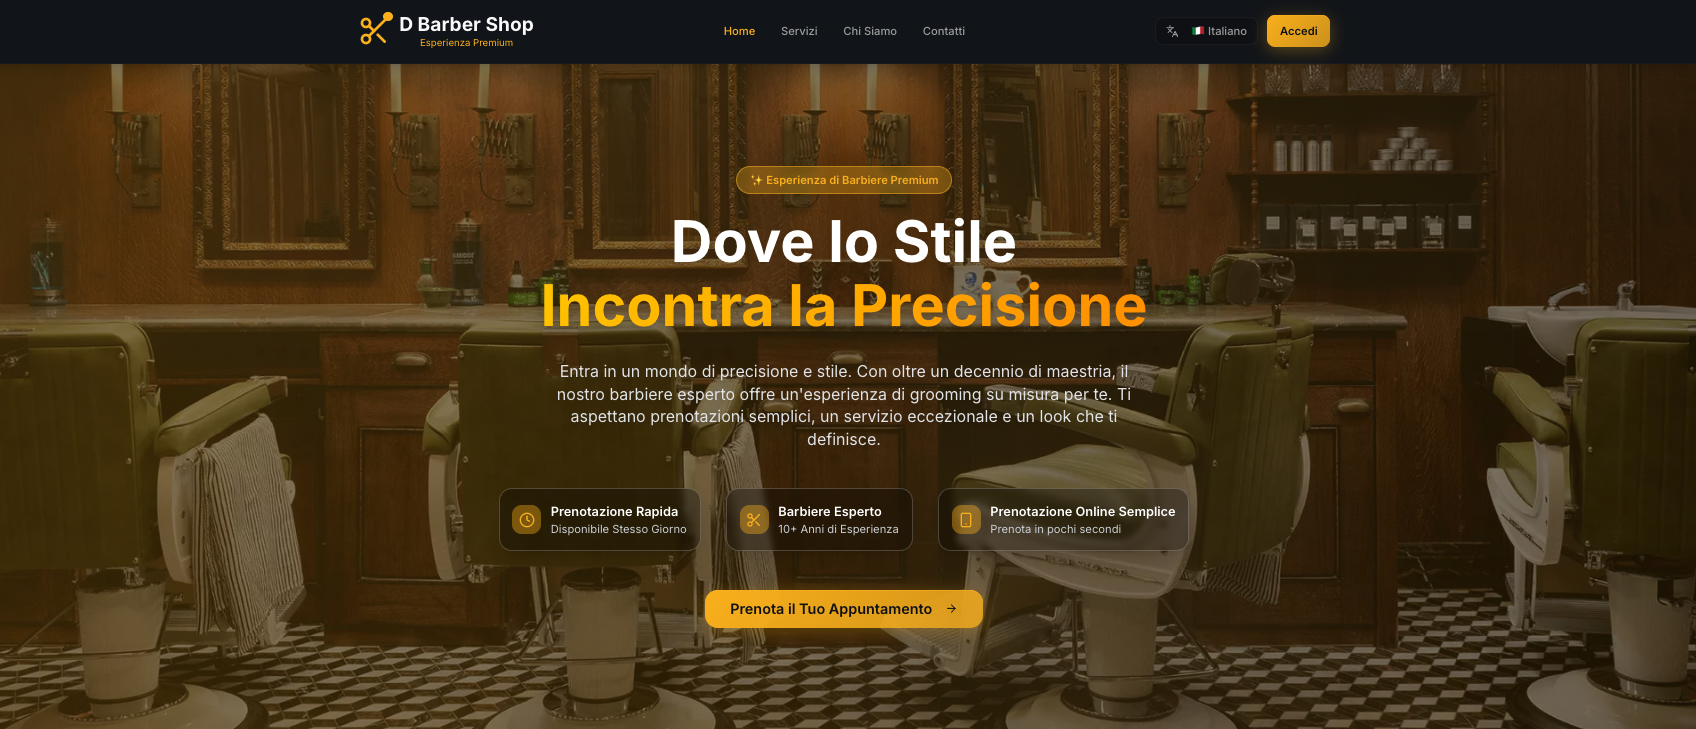 D Barber Shop
Esperienza Premium
Home
Servizi
Chi Siamo
Contatti
Italiano
Accedi
Esperienza di Barbiere Premium
Dove lo Stile
Incontra la Precisione
Entra in un mondo di precisione e stile. Con oltre un decennio di maestria, il
nostro barbiere esperto offre un'esperienza di grooming su misura per te. Ti
aspettano prenotazioni semplici, un servizio eccezionale e un look che ti
definisce.
Prenotazione Rapida
Disponibile Stesso Giorno
Barbiere Esperto
10+ Anni di Esperienza
Prenotazione Online Semplice
Prenota in pochi secondi
Prenota il Tuo Appuntamento